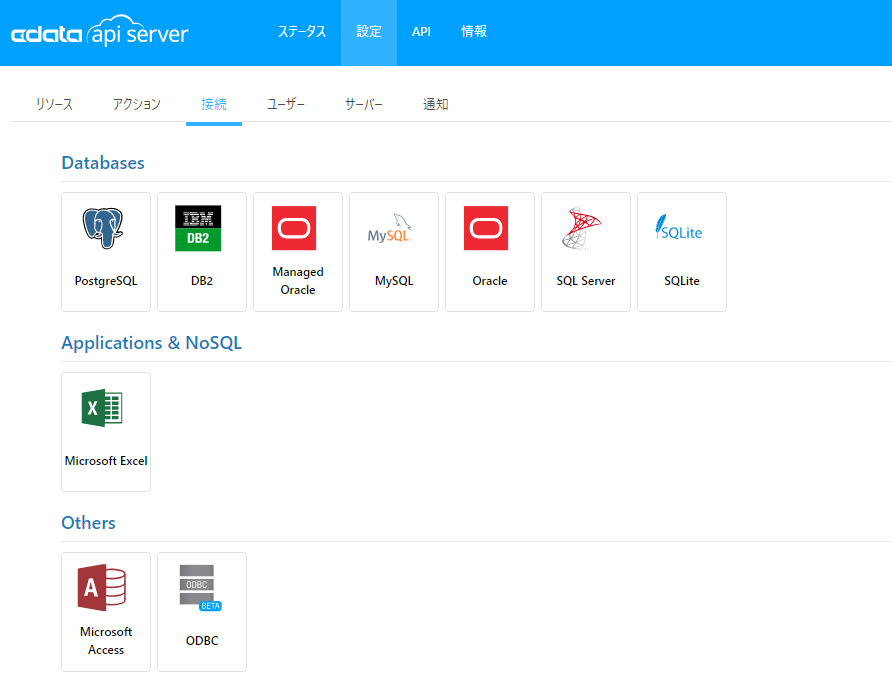 cdata api server
ステータス 設定 API 情報
リソース アクション 接続 ユーザー サーバー 通知
Databases
IBM
DB2
MySQL
SQLite
PostgreSQL
DB2
Managed
Oracle
MySQL
Oracle
SQL Server
SQLite
Applications & NoSQL
X
Microsoft Excel
Others
A
ODBC
BETA
Microsoft
Access
ODBC